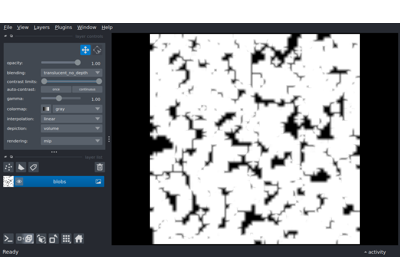 File View Layers Plugins Window Help
opacity: 1.00
blending: translucent_no_depth
contrast limits:
auto-contrast: once continuous
gamma: 1.00
colormap: gray
interpolation: linear
depiction: volume
rendering: mip
blobs
Ready activity